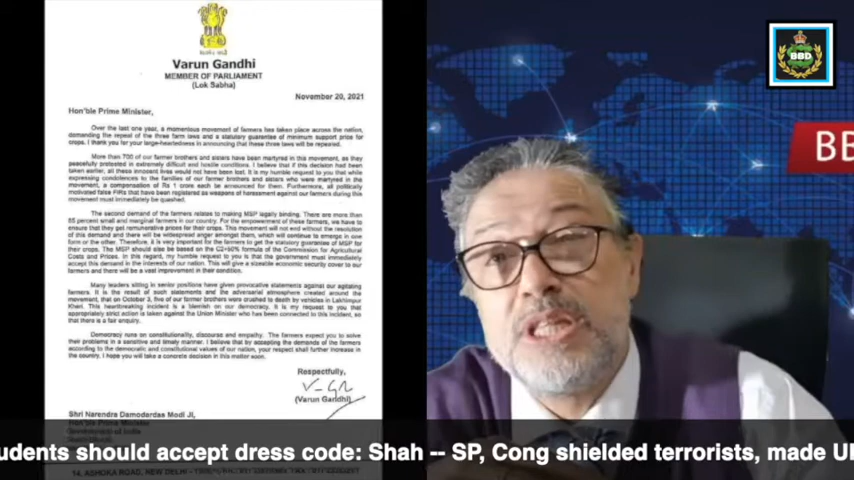 Varun Gandhi
MEMBER OF PARLIAMENT
(Lok Sabha)
November 20, 2021
Hon'ble Prime Minister,
Over the last one year, a momentous movement of farmers has taken place across the nation,
demanding the repeal of the three farm laws and a statutory guarantee of minimum support price for
crops. I thank you for your large-heartedness in announcing that these three laws will be repealed.
More than 700 of our farmer brothers and sisters have been martyred in this movement, as they
peacefully protested in extremely difficult and hostile conditions. I believe that if this decision had been
taken earlier, all these innocent lives would not have been lost. It is my humble request to you that while
expressing condolences to the families of our farmer brothers and sisters who were martyred in the
movement, a compensation of Rs 1 crore each be announced for them. Furthermore, all politically
motivated false FIRs that have been registered as weapons of harassment against our farmers during this
movement must immediately be quashed.
The second demand of the farmers relates to making MSP legally binding. There are more than
85 percent small and marginal farmers in our country. For the empowerment of these farmers, we have to
ensure that they get remunerative prices for their crops. This movement will not end without the resolution
of this demand and there will be widespread anger amongst them, which will continue to emerge in one
form or the other. Therefore, it is very important for the farmers to get the statutory guarantee of MSP for
their crops. The MSP should also be based on the C2+50% formula of the Commission for Agricultural
Costs and Prices. In this regard, my humble request to you is that the government must immediately
accept this demand in the interests of our nation. This will give a sizeable economic security cover to our
farmers and there will be a vast improvement in their condition.
Many leaders sitting in senior positions have given provocative statements against our agitating
farmers. It is the result of such statements and the adversarial atmosphere created around the
movement, that on October 3, five of our farmer brothers were crushed to death by vehicles in Lakhimpur
Kheri. This heartbreaking incident is a blemish on our democracy. It is my request to you that
appropriately strict action is taken against the Union Minister who has been connected to this incident, so
that there is a fair enquiry.
Democracy runs on constitutionality, discourse and empathy. The farmers expect you to solve
their problems in a sensitive and timely manner. I believe that by accepting the demands of the farmers
according to the democratic and constitutional values of our nation, your respect shall further increase in
the country. I hope you will take a concrete decision in this matter soon.
Respectfully,
(Varun Gandhi)
Shri Narendra Damodardas Modi Ji,
Hon'ble Prime Minister
Government of India
14, ASHOKA ROAD, NEW DELHI
BBD
BB
udents should accept dress code: Shah -- SP, Cong shielded terrorists, made